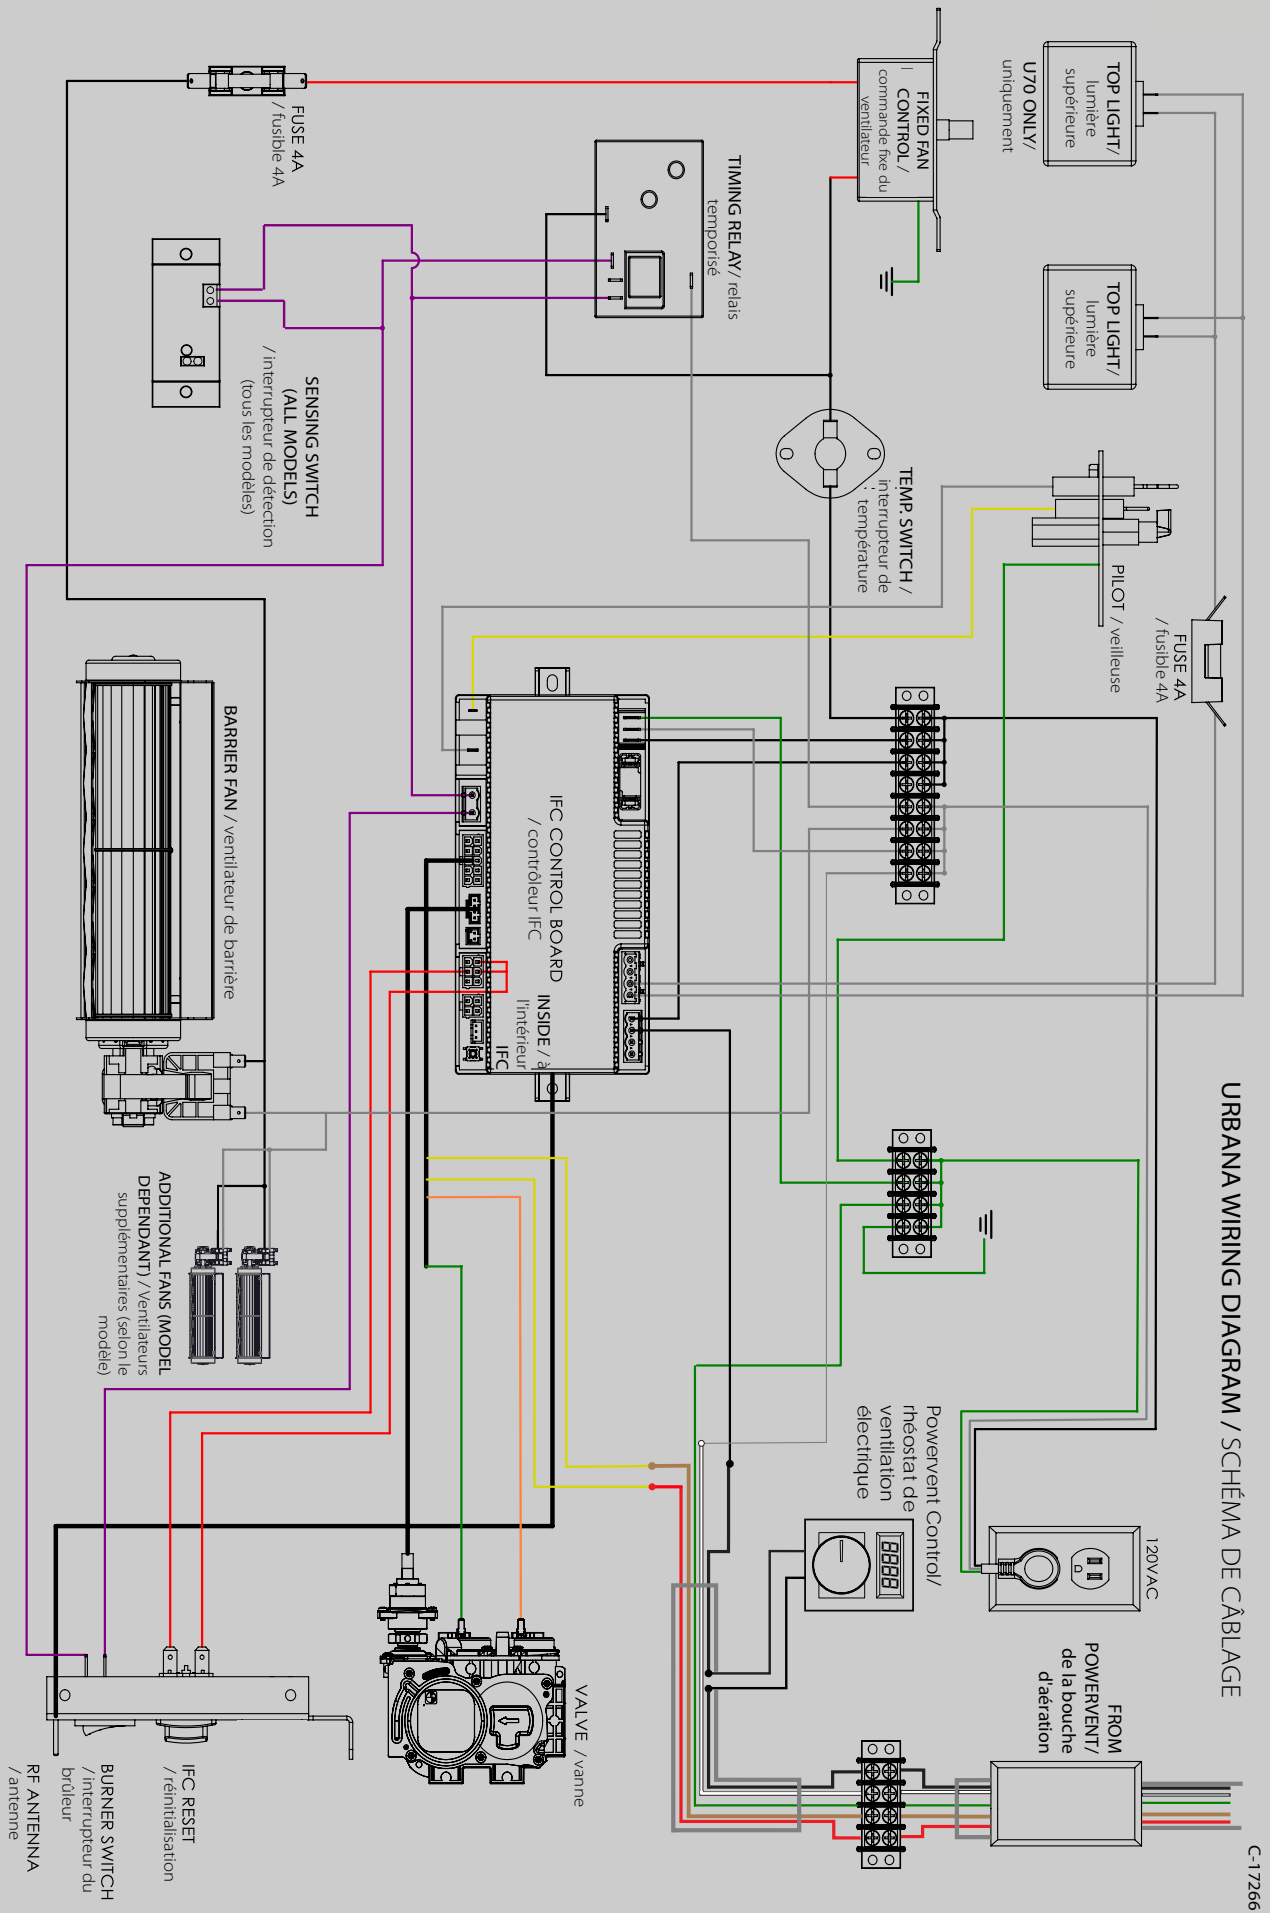 URBANA WIRING DIAGRAM / SCHÉMA DE CÂBLAGE
C-17266
TOP LIGHT/
lumière
supérieure
U70 ONLY/
uniquement
TOP LIGHT/
lumière
supérieure
FIXED FAN
CONTROL /
commande fixe du
ventilateur
PILOT / veilleuse
FUSE 4A
/ fusible 4A
TEMP. SWITCH /
interrupteur de
température
TIMING RELAY/ relais
temporisé
FUSE 4A
/ fusible 4A
SENSING SWITCH
(ALL MODELS)
/ interrupteur de détection
(tous les modèles)
BARRIER FAN / ventilateur de barrière
IFC CONTROL BOARD
/ contrôleur IFC
INSIDE / à
l'intérieur
IFC
ADDITIONAL FANS (MODEL
DEPENDANT) / Ventilateurs
supplémentaires (selon le
modèle)
Powervent Control/
rhéostat de
ventilation
électrique
8888
120VAC
FROM
POWERVENT/
de la bouche
d'aération
VALVE / vanne
IFC RESET
/ réinitialisation
BURNER SWITCH
/ interrupteur du
brûleur
RF ANTENNA
/ antenne